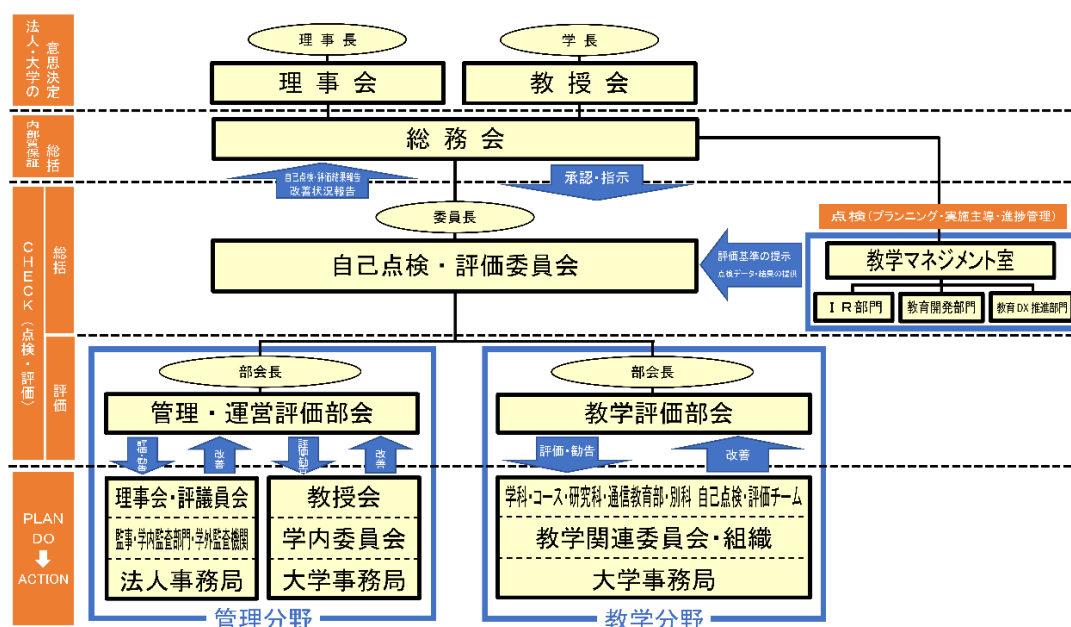 法人・大学の
意思決定
理事長
学長
理事会
教授会
内部質保証
総括
総務会
自己点検・評価結果報告
改善状況報告
承認・指示
CHECK(点検・評価)
総括
委員長
自己点検・評価委員会
評価基準の提示
点検データ・結果の提供
点検(プランニング・実施主導・進捗管理)
教学マネジメント室
IR部門
教育開発部門
教育DX推進部門
評価
部会長
管理・運営評価部会
評価・勧告
改善
評価・勧告
改善
部会長
教学評価部会
評価・勧告
改善
PLAN
DO
ACTION
理事会・評議員会
監事・学内監査部門・学外監査機関
法人事務局
教授会
学内委員会
大学事務局
管理分野
学科・コース・研究科・通信教育部・別科 自己点検・評価チーム
教学関連委員会・組織
大学事務局
教学分野